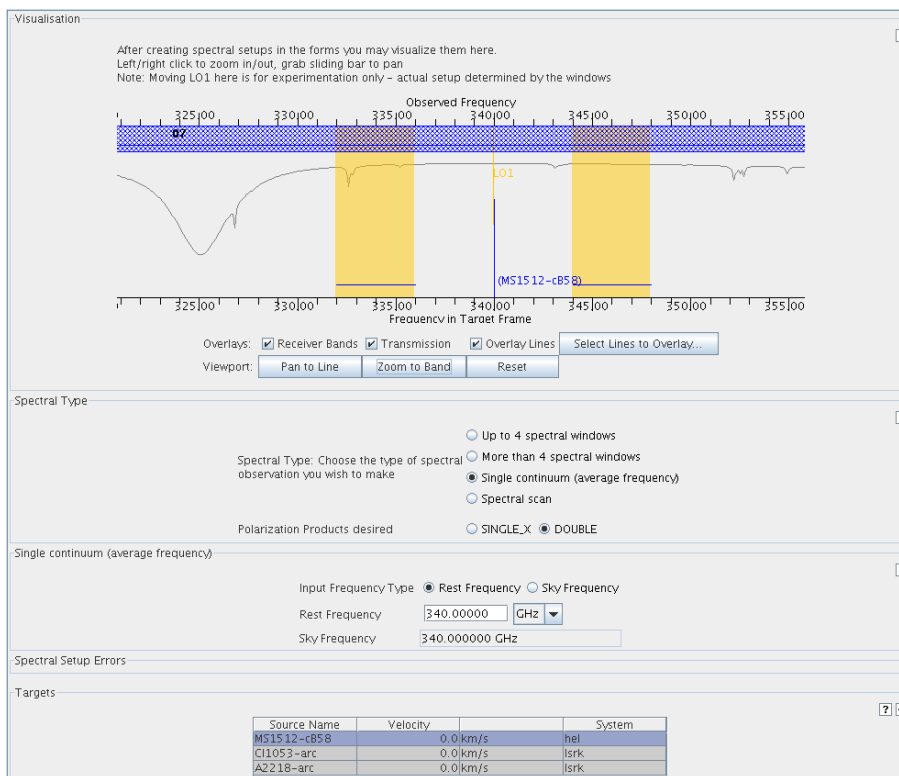 Visualisation
After creating spectral setups in the forms you may visualize them here.
Left/right click to zoom in/out, grab sliding bar to pan
Note: Moving LO1 here is for experimentation only – actual setup determined by the windows
Observed Frequency
325.00 330.00 335.00 340.00 345.00 350.00 355.00
07
LO1
(MS1512-cB58)
325.00 330.00 335.00 340.00 345.00 350.00 355.00
Frequency in Target Frame
Overlays: Receiver Bands Transmission Overlay Lines Select Lines to Overlay...
Viewport: Pan to Line Zoom to Band Reset
Spectral Type
Up to 4 spectral windows
Spectral Type: Choose the type of spectral More than 4 spectral windows
observation you wish to make Single continuum (average frequency)
Spectral scan
Polarization Products desired SINGLE_X DOUBLE
Single continuum (average frequency)
Input Frequency Type Rest Frequency Sky Frequency
Rest Frequency 340.00000 GHz
Sky Frequency 340.000000 GHz
Spectral Setup Errors
Targets
?
Source Name Velocity System
MS1512-cB58 0.0 km/s hel
Cl1053-arc 0.0 km/s lsrk
A2218-arc 0.0 km/s lsrk